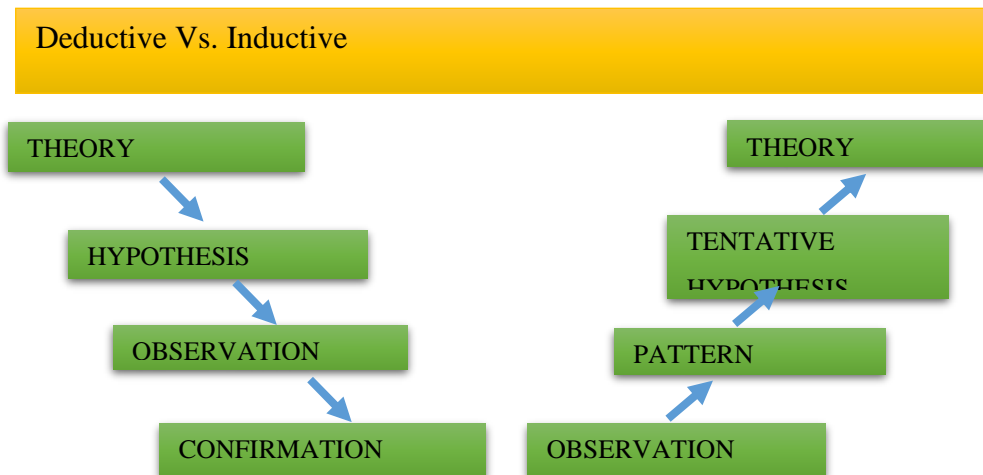 Deductive Vs. Inductive
THEORY
HYPOTHESIS
OBSERVATION
CONFIRMATION
THEORY
TENTATIVE
HYPOTHESIS
PATTERN
OBSERVATION